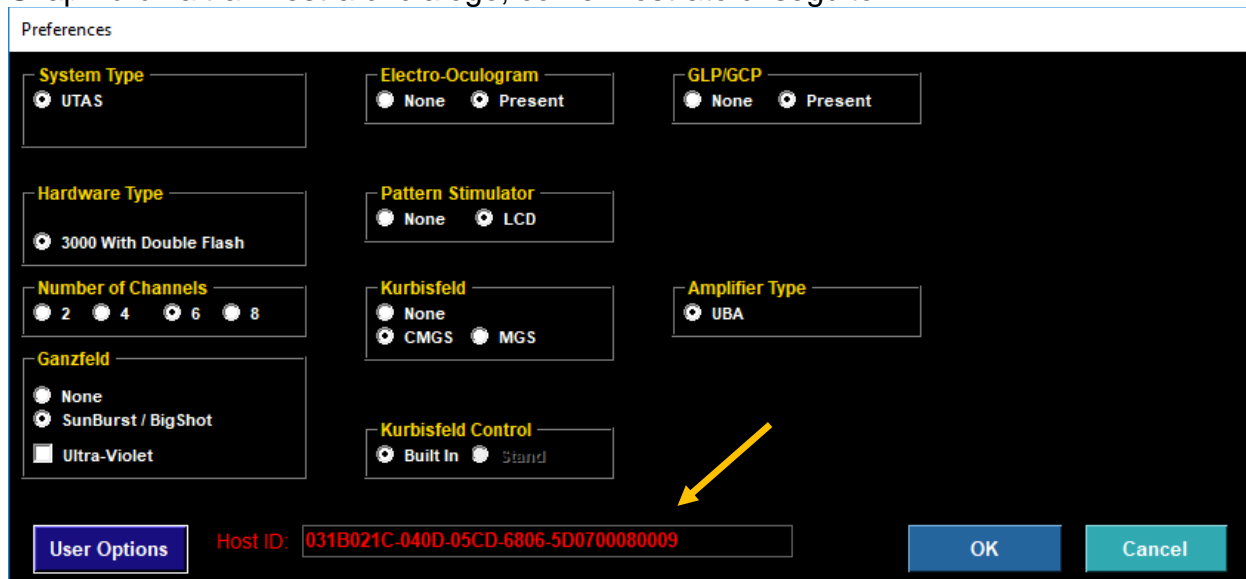 Preferences
System Type
UTAS
Electro-Oculogram
None Present
GLP/GCP
None Present
Hardware Type
3000 With Double Flash
Pattern Stimulator
None LCD
Number of Channels
2 4 6 8
Kurbisfeld
None
CMGS MGS
Amplifier Type
UBA
Ganzfeld
None
SunBurst / BigShot
Ultra-Violet
Kurbisfeld Control
Built In Stand
User Options
Host ID: 031B021C-040D-05CD-6806-5D0700080009
OK
Cancel